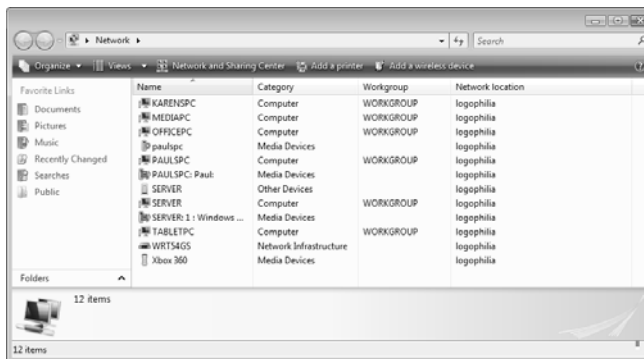 Network
Search
Organize Views Network and Sharing Center Add a printer Add a wireless device
Favorite Links
Documents
Pictures
Music
Recently Changed
Searches
Public
Folders
Name Category Workgroup Network location
KARENSPC Computer WORKGROUP logophilia
MEDIAPC Computer WORKGROUP logophilia
OFFICEPC Computer WORKGROUP logophilia
paulspc Media Devices logophilia
PAULSPC Computer WORKGROUP logophilia
PAULSPC: Paul: Media Devices logophilia
SERVER Other Devices logophilia
SERVER Computer WORKGROUP logophilia
SERVER: 1 : Windows ... Media Devices logophilia
TABLETPC Computer WORKGROUP logophilia
WRT54GS Network Infrastructure logophilia
Xbox 360 Media Devices logophilia
12 items
12 items